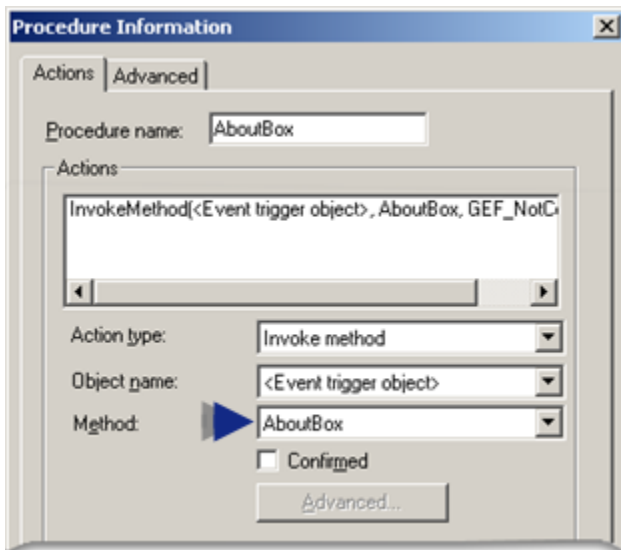 Procedure Information
Actions Advanced
Procedure name: AboutBox
Actions
InvokeMethod(<Event trigger object>, AboutBox, GEF_NotC
Action type: Invoke method
Object name: <Event trigger object>
Method: AboutBox
Confirmed
Advanced...